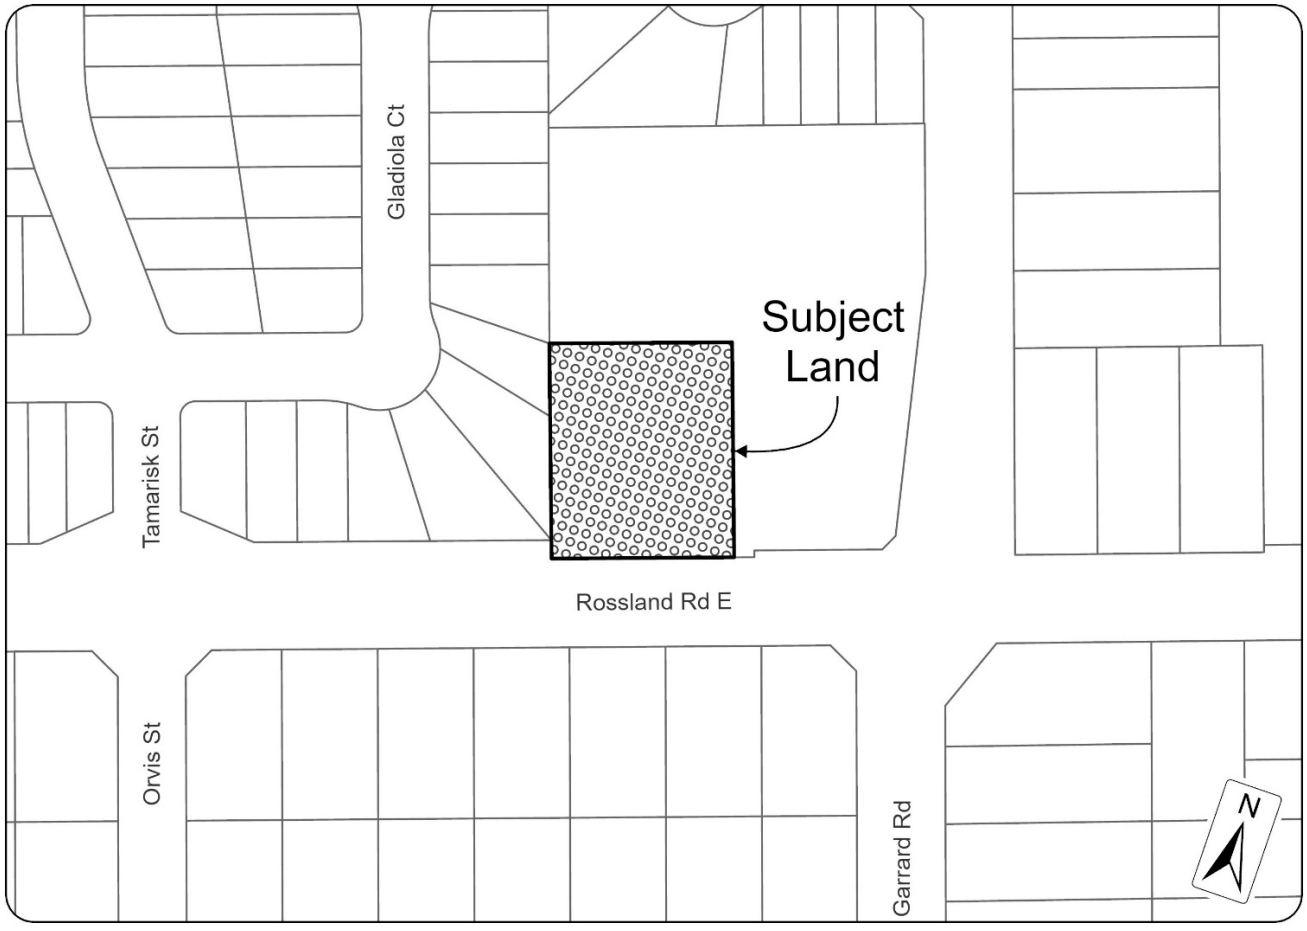 Gladiola Ct
Subject
Land
Tamarisk St
Rossland Rd E
Orvis St
Garrard Rd
N